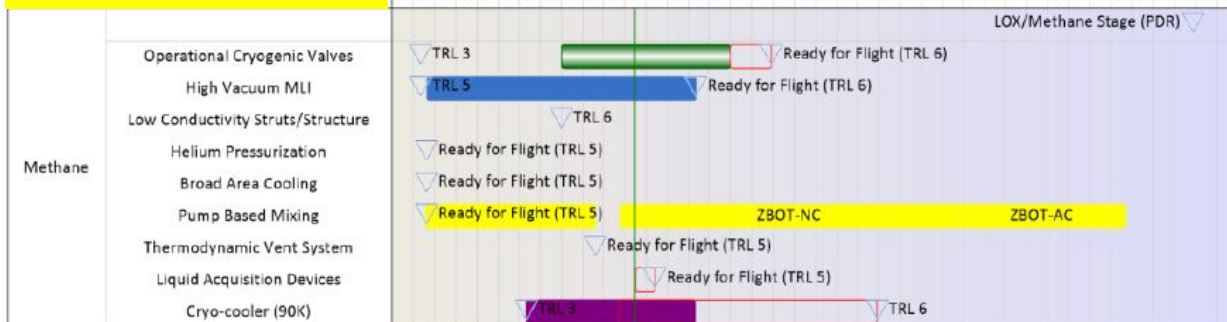 LOX/Methane Stage (PDR)
Methane
Operational Cryogenic Valves TRL 3 Ready for Flight (TRL 6)
High Vacuum MLI TRL 5 Ready for Flight (TRL 6)
Low Conductivity Struts/Structure TRL 6
Helium Pressurization Ready for Flight (TRL 5)
Broad Area Cooling Ready for Flight (TRL 5)
Pump Based Mixing Ready for Flight (TRL 5) ZBOT-NC ZBOT-AC
Thermodynamic Vent System Ready for Flight (TRL 5)
Liquid Acquisition Devices Ready for Flight (TRL 5)
Cryo-cooler (90K) TRL 3 TRL 6